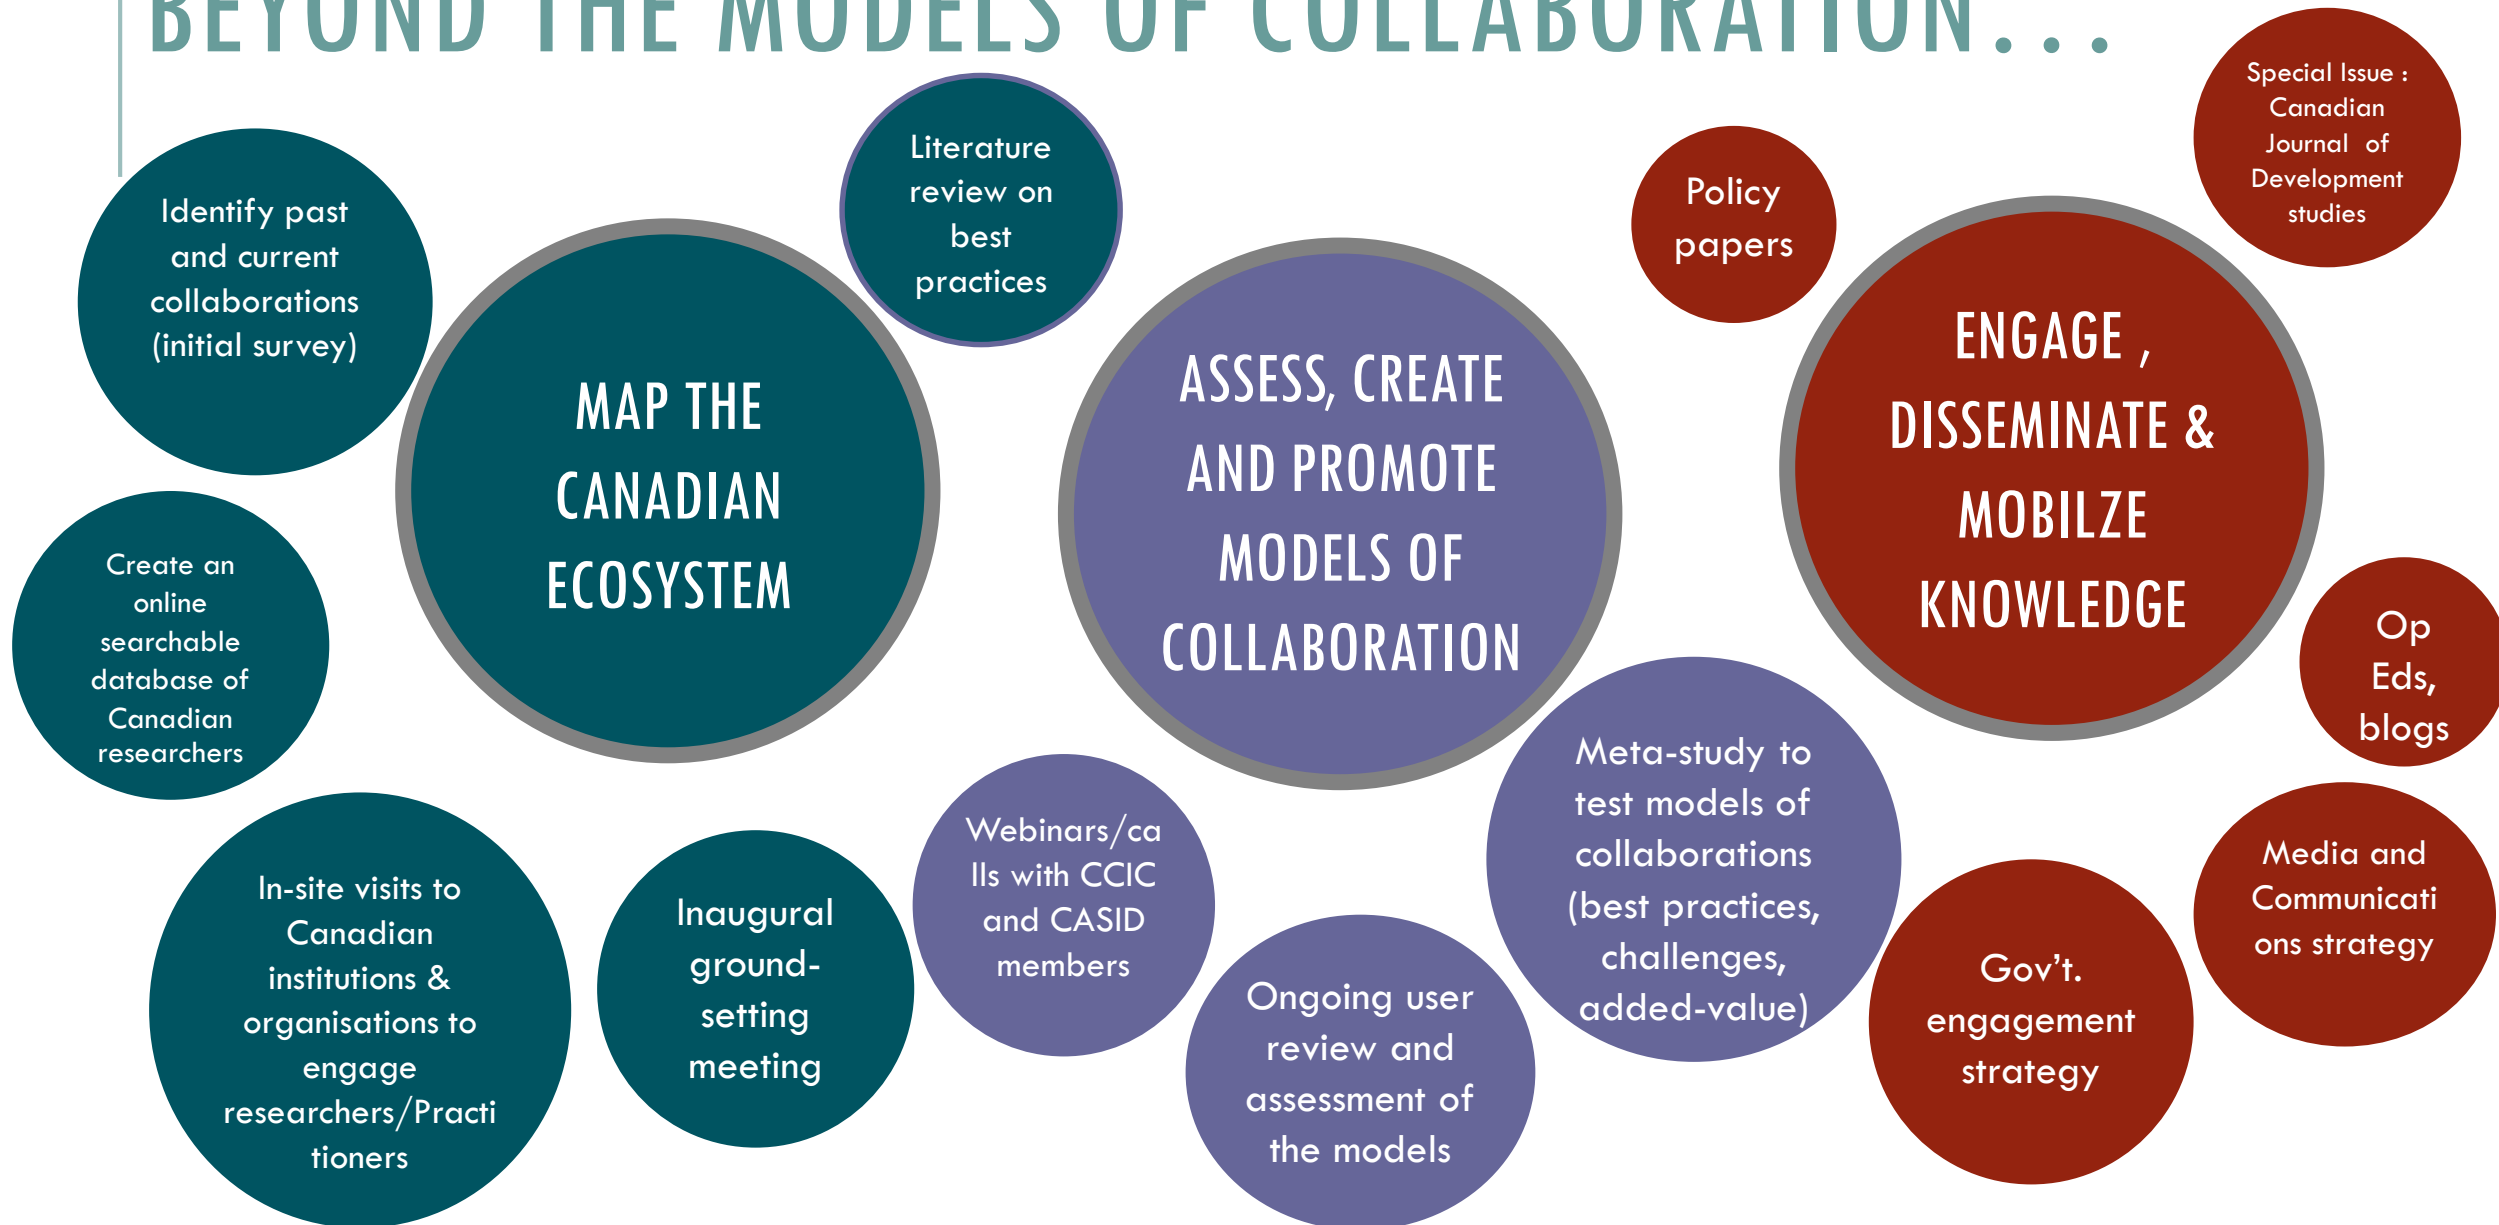 BEYOND THE MODELS OF COLLABORATION...
Identify past
and current
collaborations
(initial survey)
Literature
review on
best
practices
MAP THE
CANADIAN
ECOSYSTEM
Create an
online
searchable
database of
Canadian
researchers
In-site visits to
Canadian
institutions &
organisations to
engage
researchers/Practi
tioners
Inaugural
ground-
setting
meeting
ASSESS, CREATE
AND PROMOTE
MODELS OF
COLLABORATION
Webinars/ca
lls with CCIC
and CASID
members
Ongoing user
review and
assessment of
the models
Meta-study to
test models of
collaborations
(best practices,
challenges,
added-value)
Policy
papers
Special Issue :
Canadian
Journal of
Development
studies
ENGAGE ,
DISSEMINATE &
MOBILZE
KNOWLEDGE
Op
Eds,
blogs
Media and
Communicati
ons strategy
Gov’t.
engagement
strategy